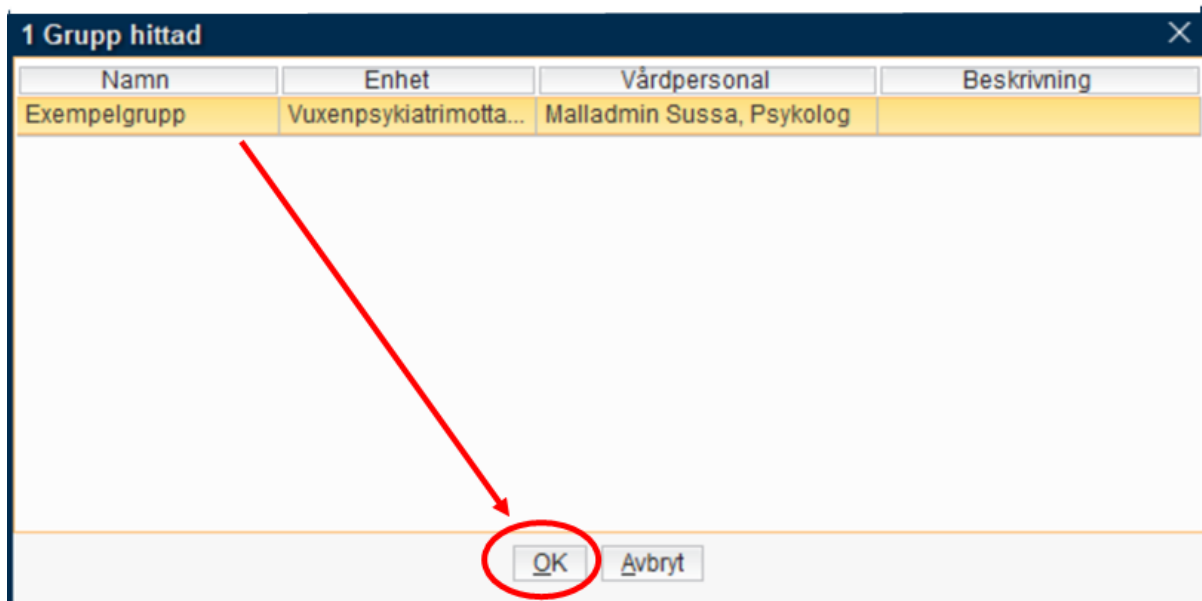 1 Grupp hittad
Namn Enhet Vårdpersonal Beskrivning
Exempelgrupp Vuxenpsykiatrimotta... Malladmin Sussa, Psykolog
OK Avbryt